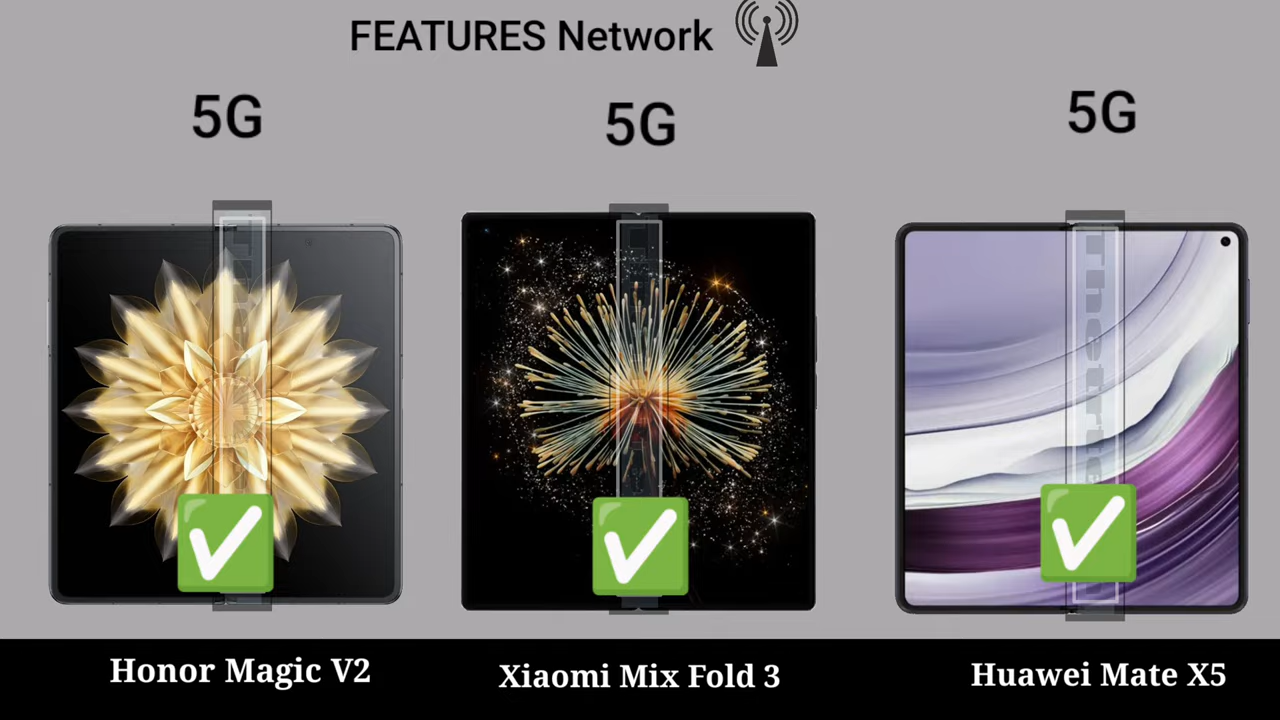 FEATURES Network
5G
5G
5G
Honor Magic V2
Xiaomi Mix Fold 3
Huawei Mate X5